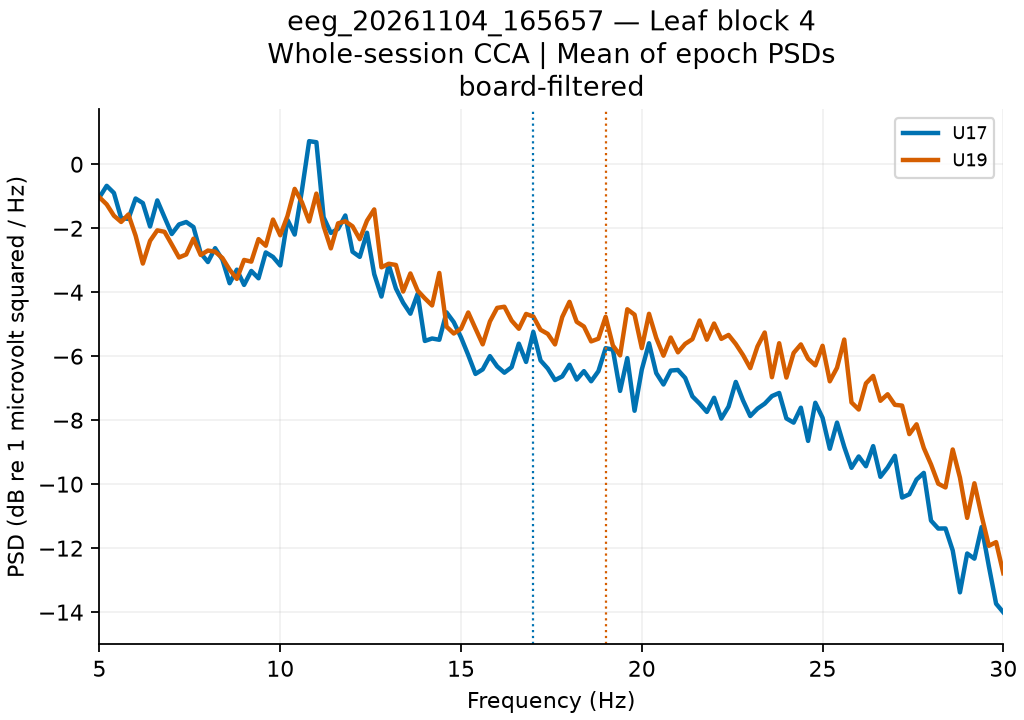 eeg_20261104_165657 — Leaf block 4
Whole-session CCA | Mean of epoch PSDs
board-filtered
U17
U19
PSD (dB re 1 microvolt squared / Hz)
0
−2
−4
−6
−8
−10
−12
−14
5
10
15
20
25
30
Frequency (Hz)